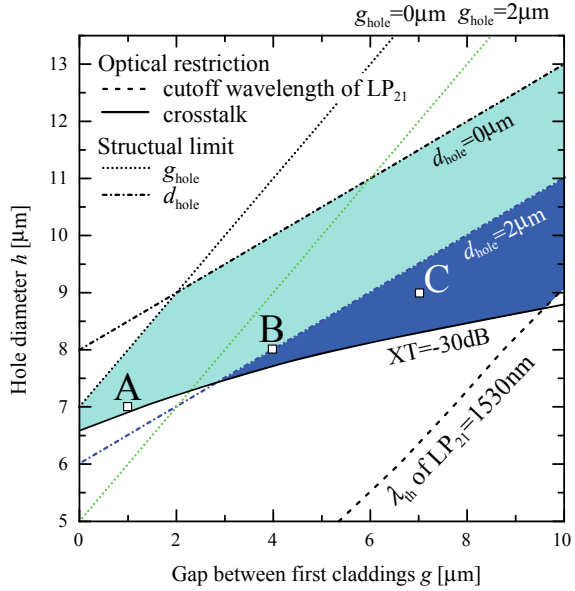 g_hole=0μm g_hole=2μm
Optical restriction
cutoff wavelength of LP₂₁
crosstalk
Structual limit
g_hole
d_hole
d_hole=0μm
d_hole=2μm
A
B
C
XT=-30dB
λ_th of LP₂₁=1530nm
Hole diameter h [μm]
13
12
11
10
9
8
7
6
5
0 2 4 6 8 10
Gap between first claddings g [μm]